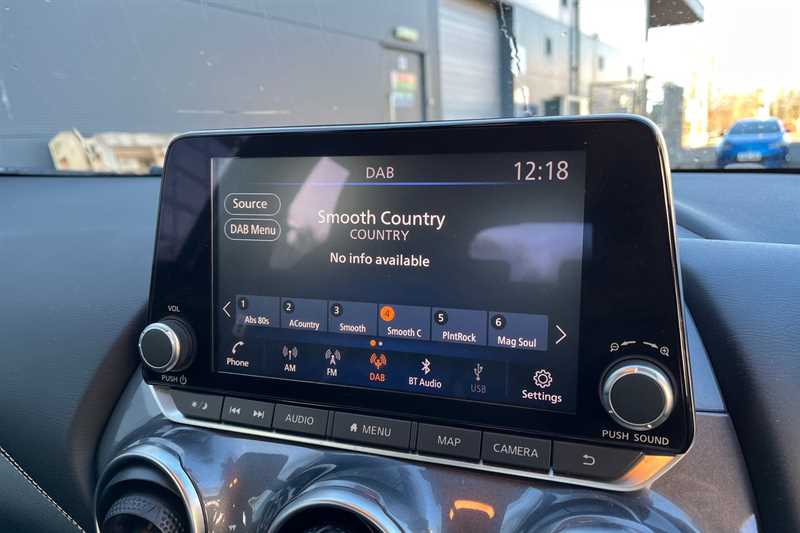 DAB 12:18
Source
Smooth Country
COUNTRY
DAB Menu
No info available
1 2 3 4 5 6
Abs 80s ACountry Smooth Smooth C PlntRock Mag Soul
Phone AM FM DAB BT Audio USB Settings
VOL
PUSH
AUDIO MENU MAP CAMERA
PUSH SOUND